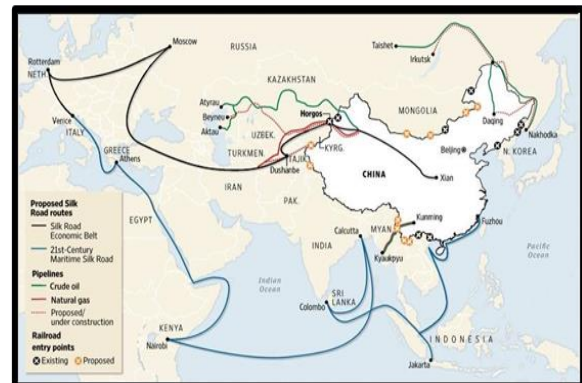 Moscow
RUSSIA
Rotterdam
NETH
Taishet
Irkutsk
KAZAKHSTAN
Atyrau
Beyneu
Aktau
Horgos
MONGOLIA
Daqing
Nakhodka
Venice
ITALY
GREECE
Athens
UZBEK.
TURKMEN.
KYRG.
TAJIK.
Dushanbe
Beijing
N. KOREA
CHINA
Xian
IRAN
PAK.
EGYPT
INDIA
Calcutta
MYAN
Kunming
Kyaukpyu
Fuzhou
Pacific
Ocean
Indian
Ocean
SRI
LANKA
Colombo
KENYA
Nairobi
INDONESIA
Jakarta
Proposed Silk
Road routes
Silk Road
Economic Belt
21st-Century
Maritime Silk Road
Pipelines
Crude oil
Natural gas
Proposed/
under construction
Railroad
entry points
Existing
Proposed